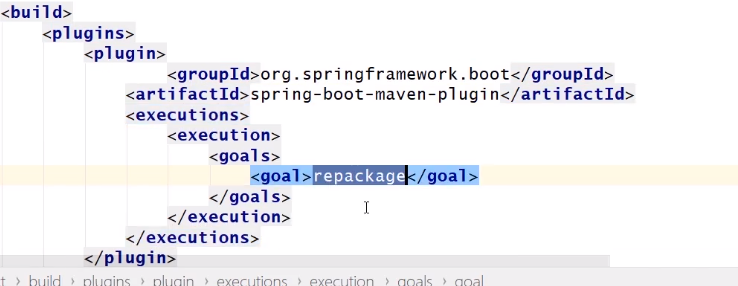 <build>
<plugins>
<plugin>
<groupId>org.springframework.boot</groupId>
<artifactId>spring-boot-maven-plugin</artifactId>
<executions>
<execution>
<goals>
<goal>repackage</goal>
</goals>
</execution>
</executions>
</plugin>
t › build › plugins › plugin › executions › execution › goals › goal